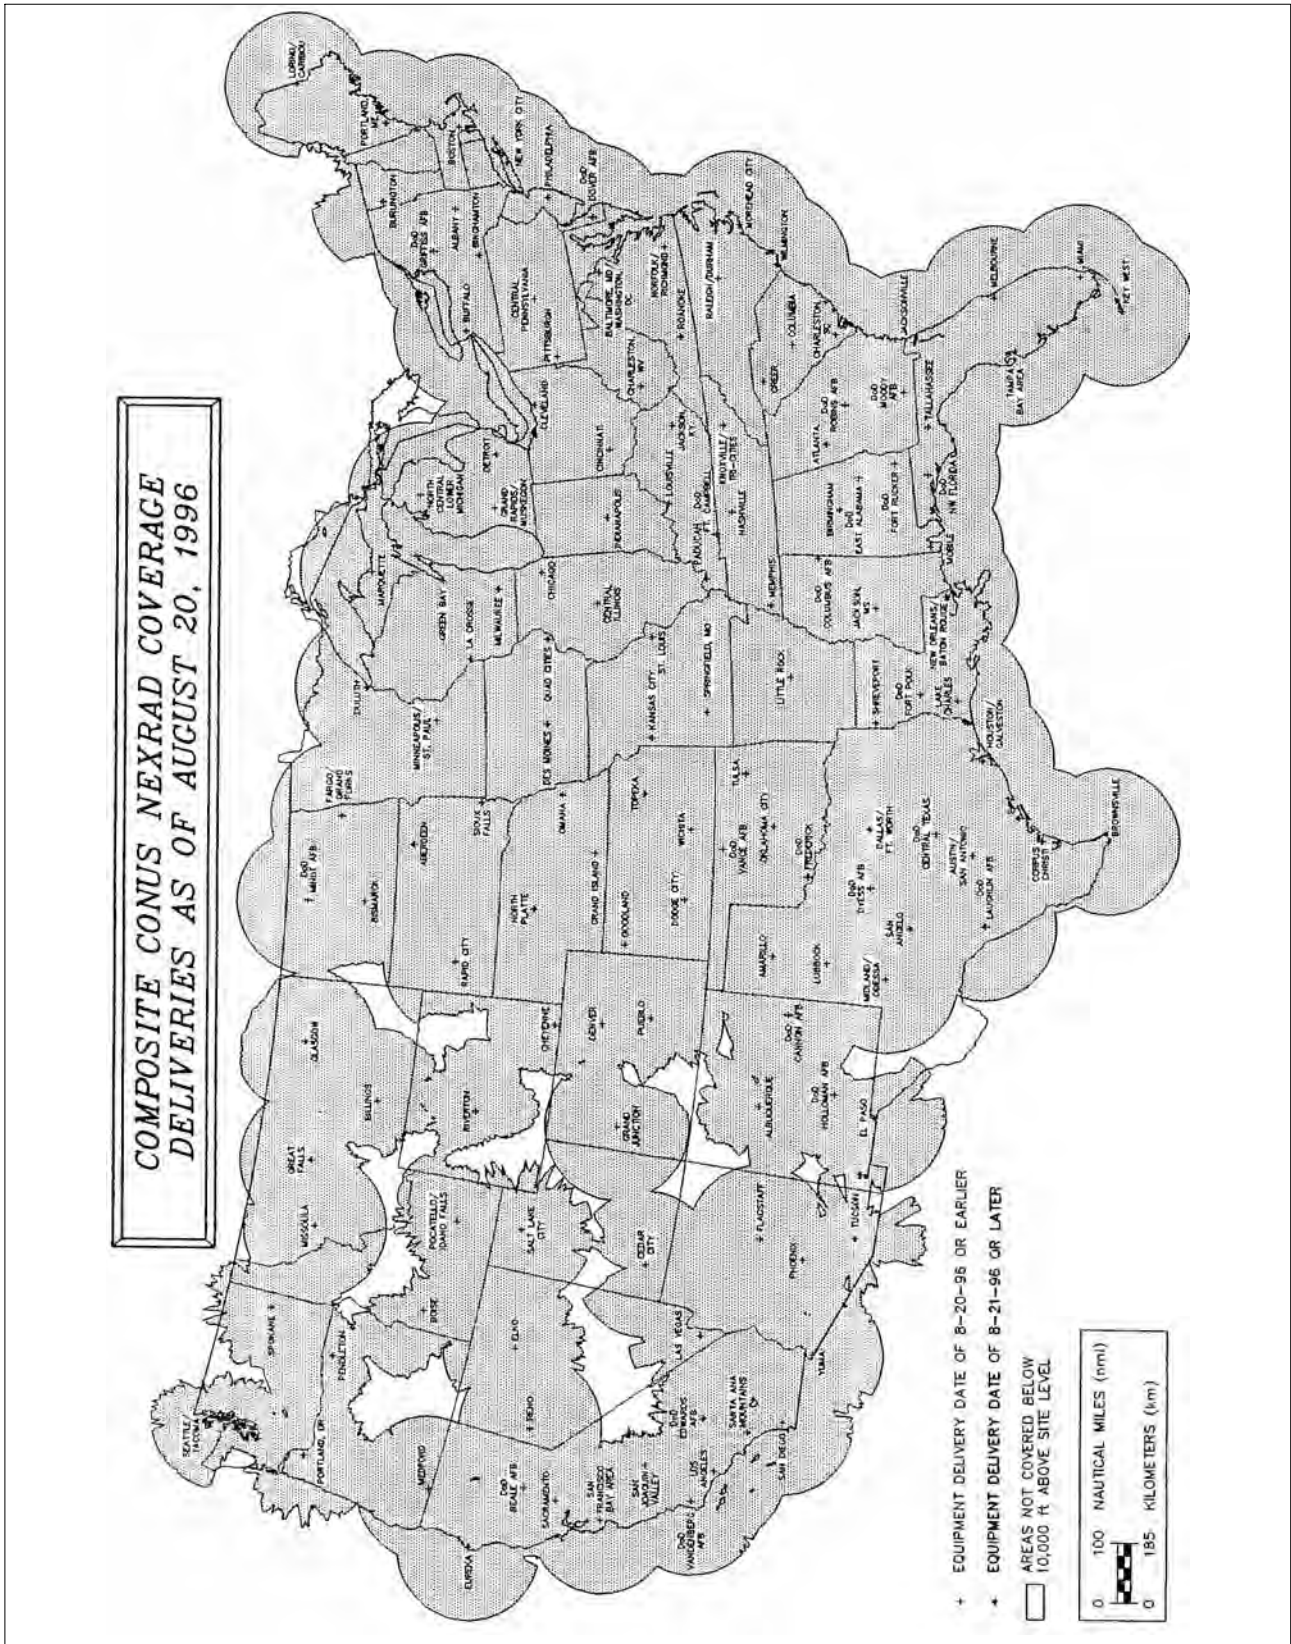 COMPOSITE CONUS NEXRAD COVERAGE
DELIVERIES AS OF AUGUST 20, 1996
SEATTLE/
TACOMA
SPOKANE
PORTLAND, OR
PENDLETON
MEDFORD
EUREKA
BOISE
MISSOULA
GREAT
FALLS
GLASGOW
BILLINGS
POCATELLO/
IDAHO FALLS
RIVERTON
CHEYENNE
ELKO
RENO
SALT LAKE
CITY
CEDAR
CITY
LAS VEGAS
DoD
BEALE AFB
SACRAMENTO
SAN
FRANCISCO
BAY AREA
SAN
JOAQUIN
VALLEY
DoD
EDWARDS
AFB
DoD
VANDENBERG
AFB
LOS
ANGELES
SANTA ANA
MOUNTAINS
SAN DIEGO
YUMA
PHOENIX
FLAGSTAFF
TUCSON
GRAND
JUNCTION
DENVER
PUEBLO
ALBUQUERQUE
DoD
CANNON AFB
DoD
HOLLOMAN AFB
EL PASO
DoD
MINOT AFB
BISMARCK
FARGO/
GRAND
FORKS
ABERDEEN
RAPID CITY
SIOUX
FALLS
NORTH
PLATTE
GRAND ISLAND
OMAHA
GOODLAND
DODGE CITY
WICHITA
TOPEKA
TULSA
DoD
VANCE AFB
OKLAHOMA CITY
DoD
FREDERICK
AMARILLO
LUBBOCK
MIDLAND/
ODESSA
SAN
ANGELO
DoD
DYESS AFB
DALLAS/
FT. WORTH
DoD
CENTRAL TEXAS
AUSTIN/
SAN ANTONIO
DoD
LAUGHLIN AFB
CORPUS
CHRISTI
BROWNSVILLE
HOUSTON/
GALVESTON
DULUTH
MINNEAPOLIS/
ST. PAUL
LA CROSSE
GREEN BAY
MARQUETTE
MILWAUKEE
DES MOINES
QUAD CITIES
CHICAGO
CENTRAL
ILLINOIS
ST. LOUIS
KANSAS CITY
SPRINGFIELD, MO
LITTLE ROCK
MEMPHIS
SHREVEPORT
DoD
FORT POLK
LAKE
CHARLES
NEW ORLEANS/
BATON ROUGE
JACKSON
MS
DoD
COLUMBUS AFB
MOBILE
NORTH
CENTRAL
LOWER
MICHIGAN
GRAND
RAPIDS/
MUSKEGON
DETROIT
INDIANAPOLIS
CINCINNATI
CLEVELAND
LOUISVILLE
JACKSON
KY
PADUCAH
DoD
FT. CAMPBELL
NASHVILLE
KNOXVILLE/
TRI-CITIES
BIRMINGHAM
DoD
EAST ALABAMA
DoD
FORT RUCKER
DoD
NW FLORIDA
ATLANTA
DoD
ROBINS AFB
DoD
MOODY
AFB
TALLAHASSEE
TAMPA
BAY AREA
KEY WEST
MIAMI
MELBOURNE
JACKSONVILLE
CHARLESTON
SC
COLUMBIA
GREER
WILMINGTON
MOREHEAD CITY
RALEIGH/DURHAM
ROANOKE
NORFOLK/
RICHMOND
CHARLESTON,
WV
BALTIMORE, MD/
WASHINGTON,
DC
PITTSBURGH
CENTRAL
PENNSYLVANIA
DoD
DOVER AFB
PHILADELPHIA
NEW YORK CITY
BUFFALO
BINGHAMTON
ALBANY
DoD
GRIFFISS AFB
BURLINGTON
BOSTON
PORTLAND,
ME
LORING/
CARIBOU
+ EQUIPMENT DELIVERY DATE OF 8-20-96 OR EARLIER
EQUIPMENT DELIVERY DATE OF 8-21-96 OR LATER
AREAS NOT COVERED BELOW
10,000 ft ABOVE SITE LEVEL
0 100 NAUTICAL MILES (nmi)
0 185 KILOMETERS (km)